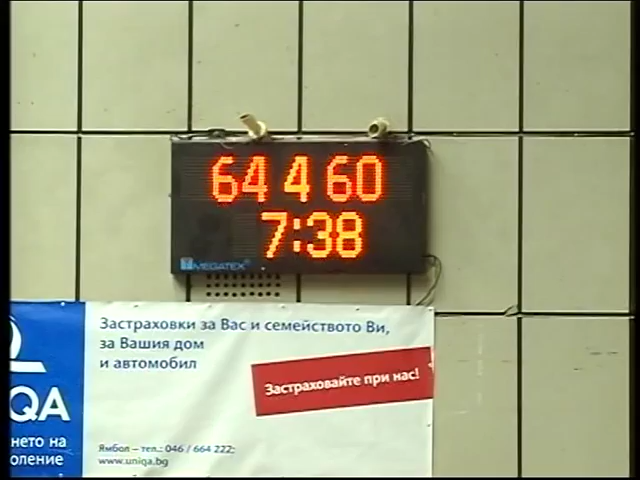 64 4 60
7:38
MEGATEX
Застраховки за Вас и семейството Ви,
за Вашия дом
и автомобил
Застраховайте при нас!
QA
нето на
оление
Ямбол – тел.: 046 / 664 222;
www.uniqa.bg